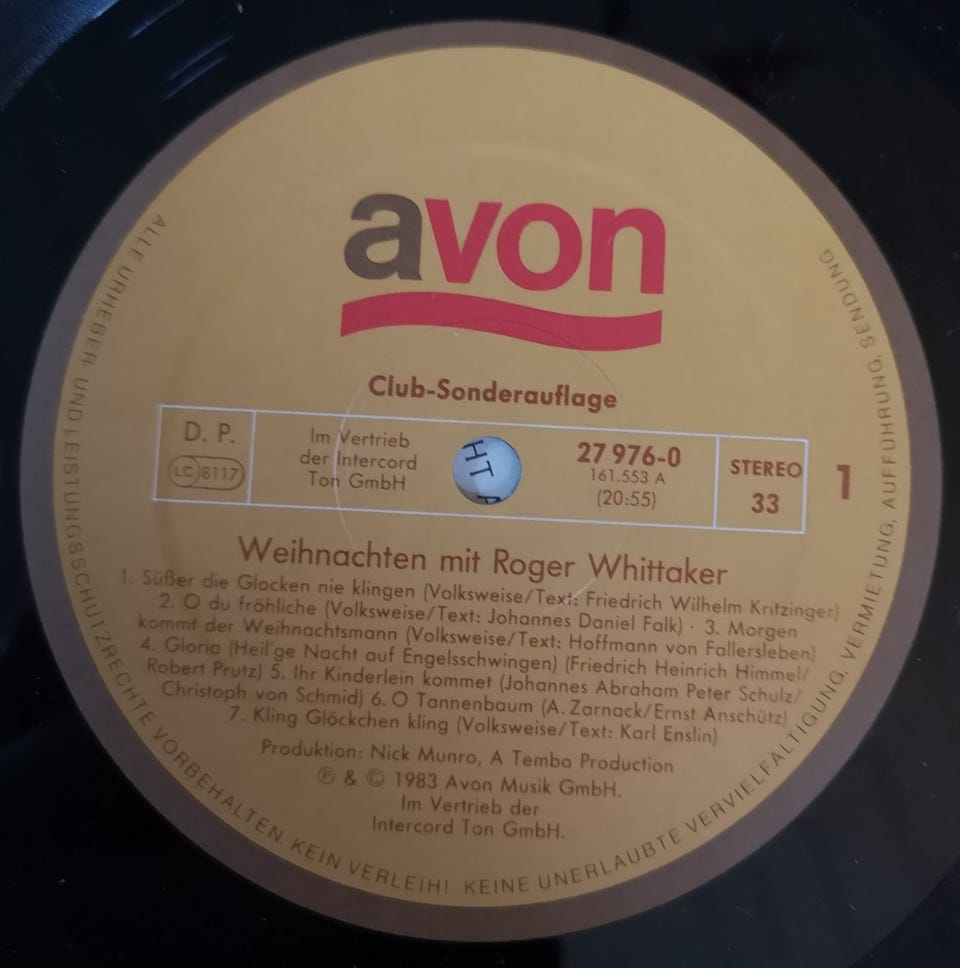 avon
Club-Sonderauflage
D. P.
LC 8117
Im Vertrieb
der Intercord
Ton GmbH
HT
27 976-0
161.553 A
(20:55)
STEREO
33
1
Weihnachten mit Roger Whittaker
1. Süßer die Glocken nie klingen (Volksweise/Text: Friedrich Wilhelm Kritzinger)
2. O du fröhliche (Volksweise/Text: Johannes Daniel Falk) · 3. Morgen
kommt der Weihnachtsmann (Volksweise/Text: Hoffmann von Fallersleben)
4. Gloria (Heil'ge Nacht auf Engelsschwingen) (Friedrich Heinrich Himmel/
Robert Prutz) 5. Ihr Kinderlein kommet (Johannes Abraham Peter Schulz/
Christoph von Schmid) 6. O Tannenbaum (A. Zarnack/Ernst Anschütz)
7. Kling Glöckchen kling (Volksweise/Text: Karl Enslin)
Produktion: Nick Munro, A Tembo Production
Ⓟ & © 1983 Avon Musik GmbH.
Im Vertrieb der
Intercord Ton GmbH.
ALLE URHEBER- UND LEISTUNGSSCHUTZRECHTE VORBEHALTEN. KEIN VERLEIH! KEINE UNERLAUBTE VERVIELFÄLTIGUNG, VERMIETUNG, AUFFÜHRUNG, SENDUNG